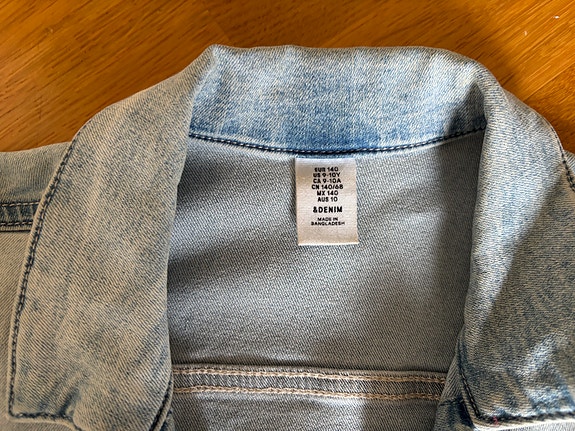 EUR 140
US 9-10Y
CA 9-10A
CN 140/68
MX 140
AUS 10
&DENIM
MADE IN
BANGLADESH